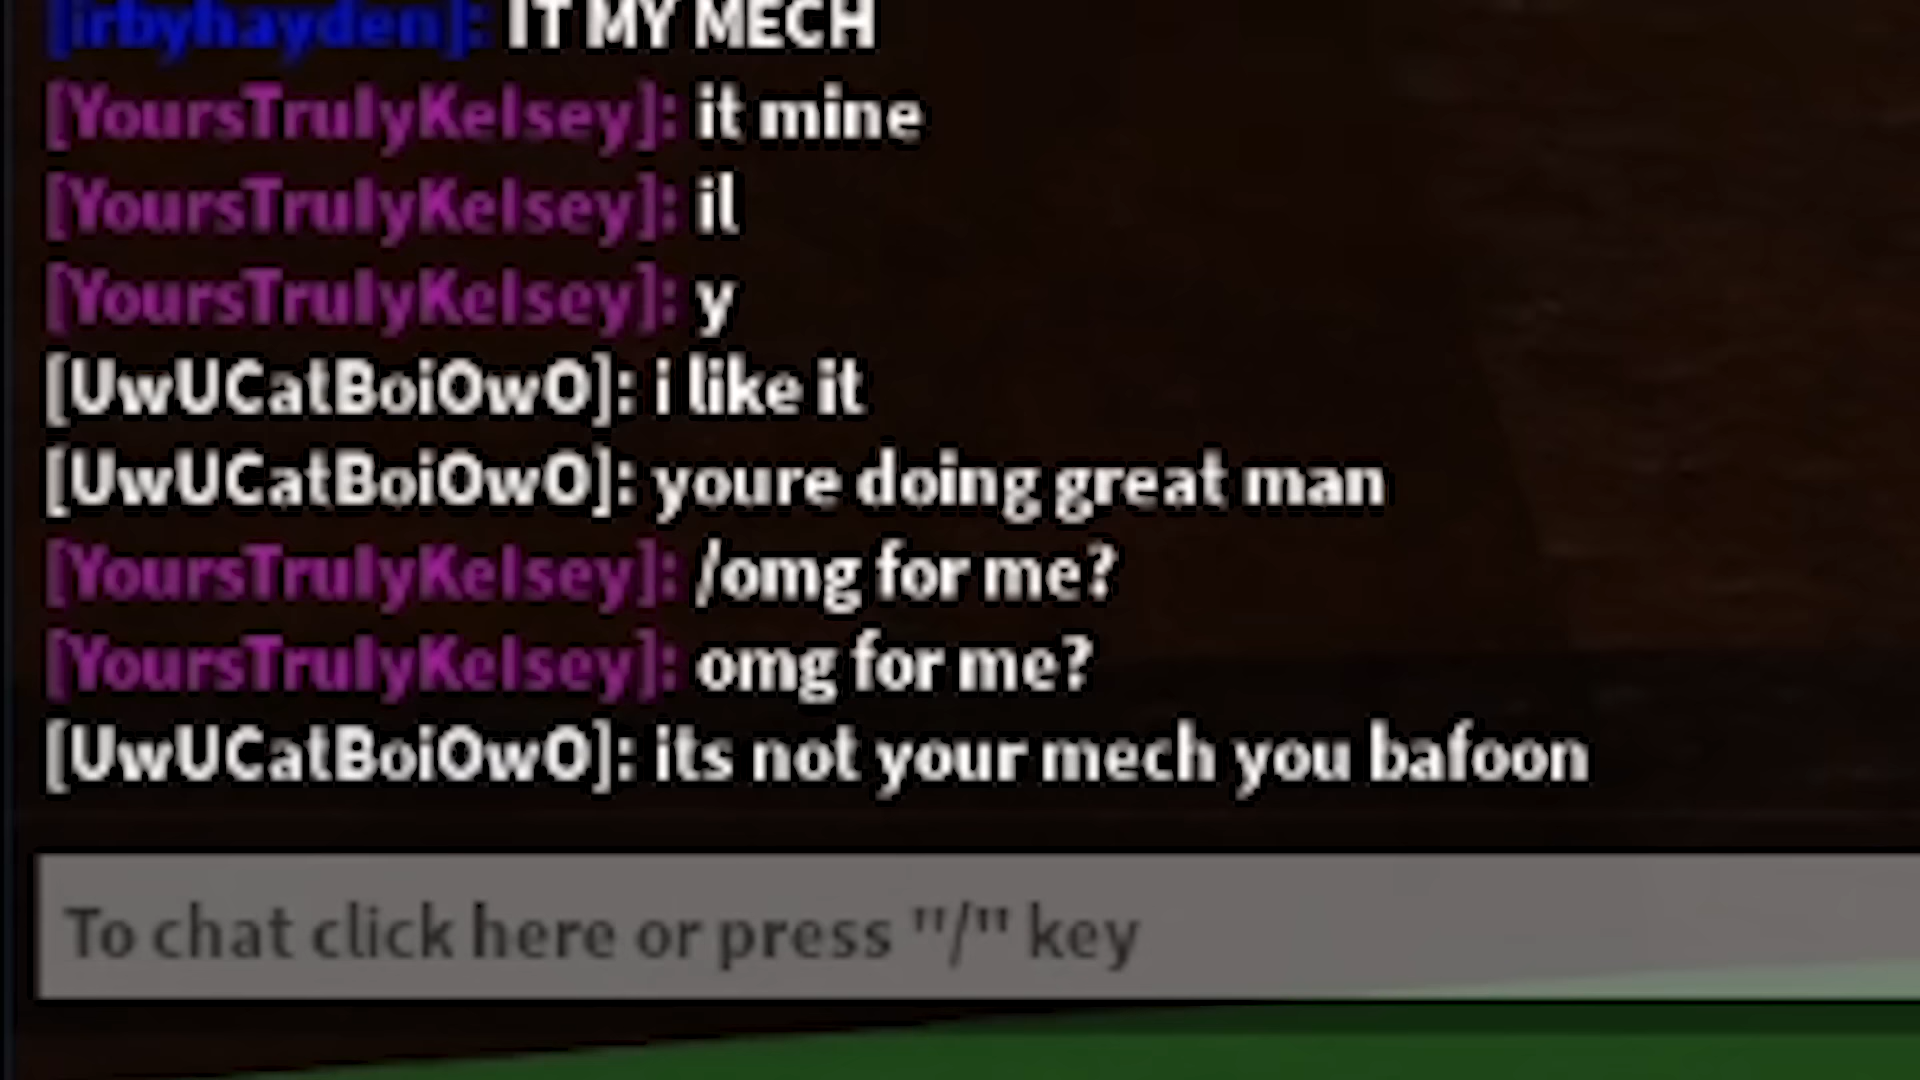 [irbyhayden]: IT MY MECH
[YoursTrulyKelsey]: it mine
[YoursTrulyKelsey]: il
[YoursTrulyKelsey]: y
[UwUCatBoiOwO]: i like it
[UwUCatBoiOwO]: youre doing great man
[YoursTrulyKelsey]: /omg for me?
[YoursTrulyKelsey]: omg for me?
[UwUCatBoiOwO]: its not your mech you bafoon
To chat click here or press "/" key